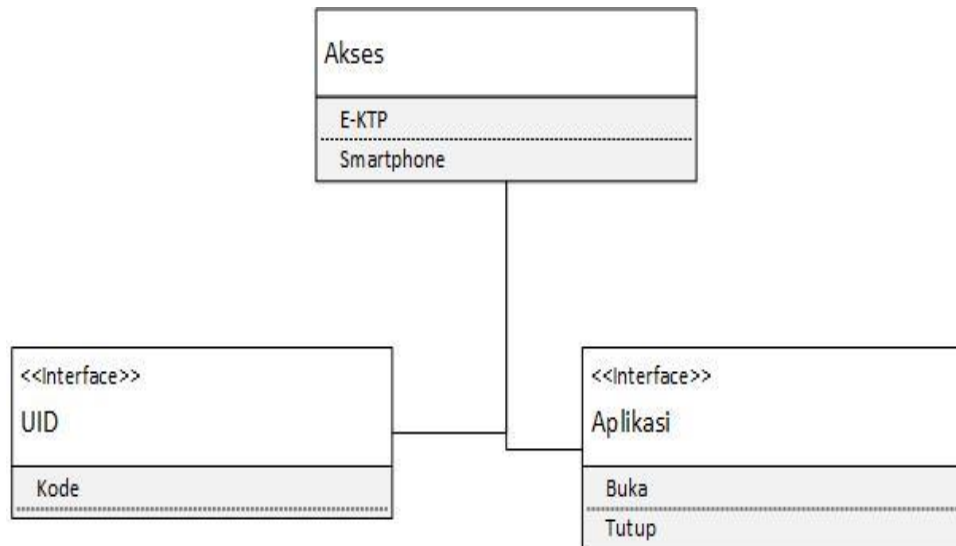 Akses
E-KTP
Smartphone
<<Interface>>
UID
Kode
<<Interface>>
Aplikasi
Buka
Tutup